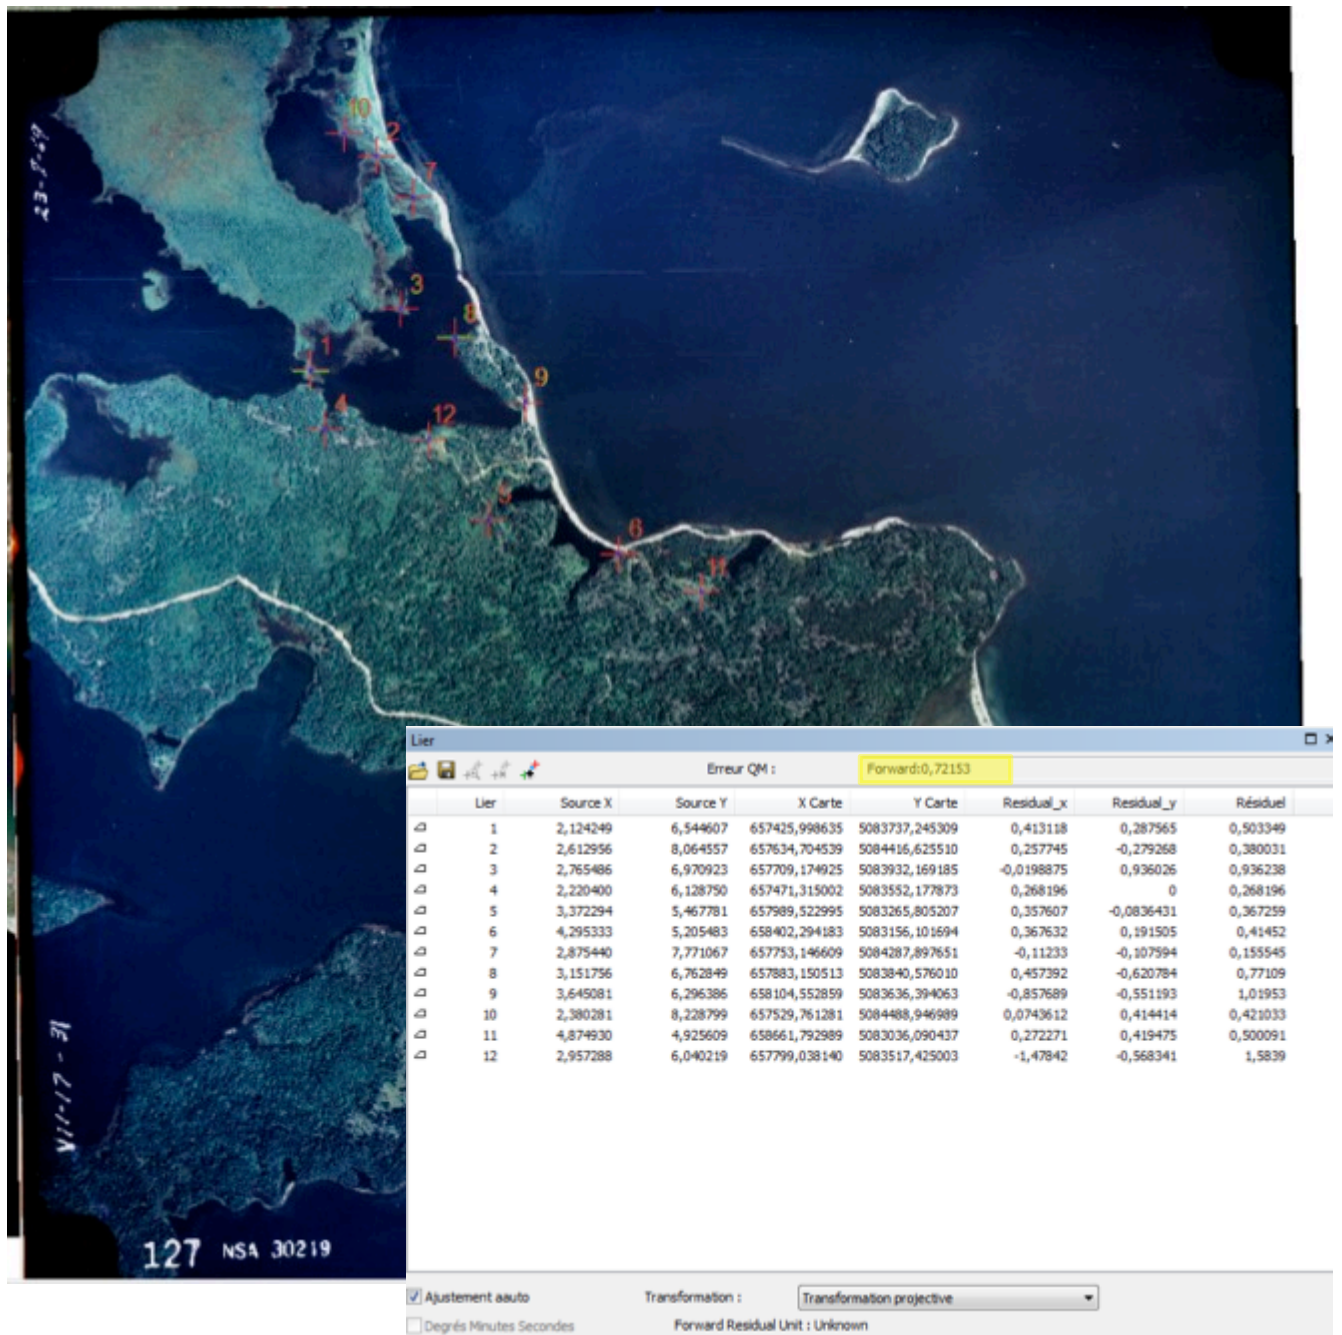 23-7-69
10
2
7
3
8
1
9
4
12
5
6
11
127 NSA 30219
Lier
Erreur QM : Forward:0,72153
Lier Source X Source Y X Carte Y Carte Residual_x Residual_y Résiduel
1 2,124249 6,544607 657425,998635 5083737,245309 0,413118 0,287565 0,503349
2 2,612956 8,064557 657634,704539 5084416,625510 0,257745 -0,279268 0,380031
3 2,765486 6,970923 657709,174925 5083932,169185 -0,0198875 0,936026 0,936238
4 2,220400 6,128750 657471,315002 5083552,177873 0,268196 0 0,268196
5 3,372294 5,467781 657989,522995 5083265,805207 0,357607 -0,0836431 0,367259
6 4,295333 5,205483 658402,294183 5083156,101694 0,367632 0,191505 0,41452
7 2,875440 7,771067 657753,146609 5084287,897651 -0,11233 -0,107594 0,155545
8 3,151756 6,762849 657883,150513 5083840,576010 0,457392 -0,620784 0,77109
9 3,645081 6,296386 658104,552859 5083636,394063 -0,857689 -0,551193 1,01953
10 2,380281 8,228799 657529,761281 5084488,946989 0,0743612 0,414414 0,421033
11 4,874930 4,925609 658661,792989 5083036,090437 0,272271 0,419475 0,500091
12 2,957288 6,040219 657799,038140 5083517,425003 -1,47842 -0,568341 1,5839
Ajustement aauto Transformation : Transformation projective
Degrés Minutes Secondes Forward Residual Unit : Unknown